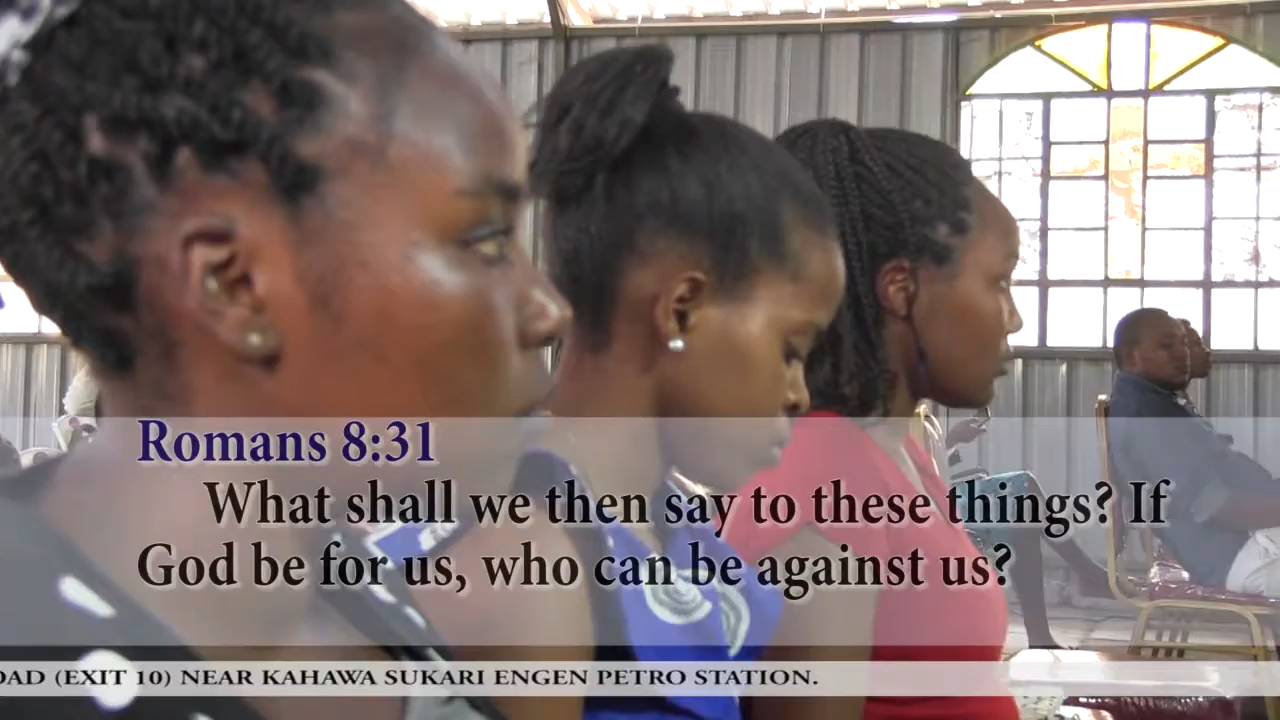 Romans 8:31
What shall we then say to these things? If
God be for us, who can be against us?
(EXIT 10) NEAR KAHAWA SUKARI ENGEN PETRO STATION.